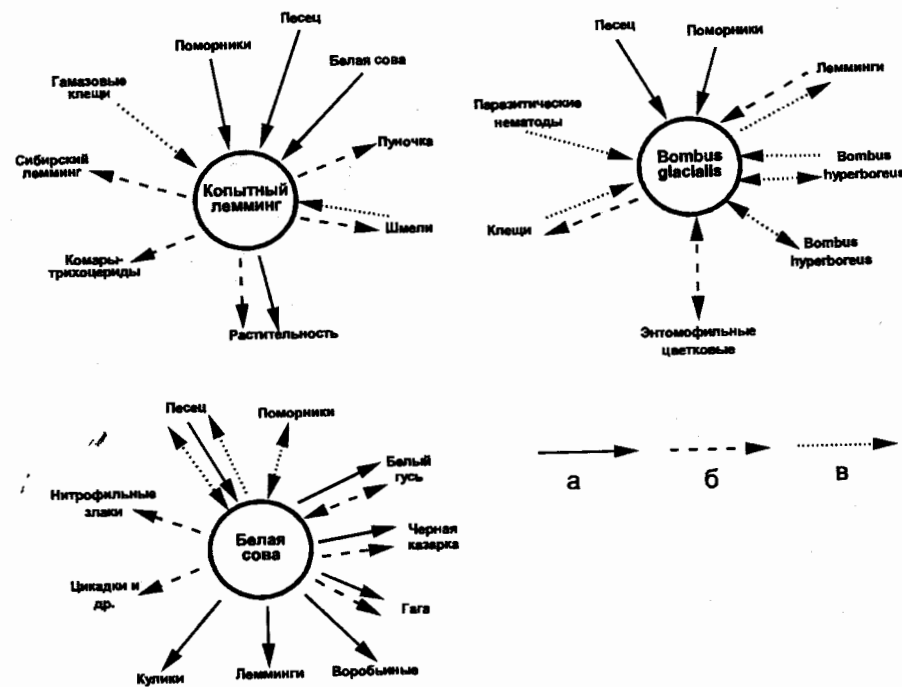 Песец
Поморники
Белая сова
Гамазовые
клещи
Пуночка
Сибирский
лемминг
Копытный
лемминг
Шмели
Комары-
трихоцериды
Растительность
Песец
Поморники
Лемминги
Паразитические
нематоды
Bombus
glacialis
Bombus
hyperboreus
Клещи
Bombus
hyperboreus
Энтомофильные
цветковые
Песец
Поморники
Белый
гусь
Нитрофильные
злаки
Белая
сова
Черная
казарка
Цикадки и
др.
Гага
Кулики
Лемминги
Воробьиные
а
б
в